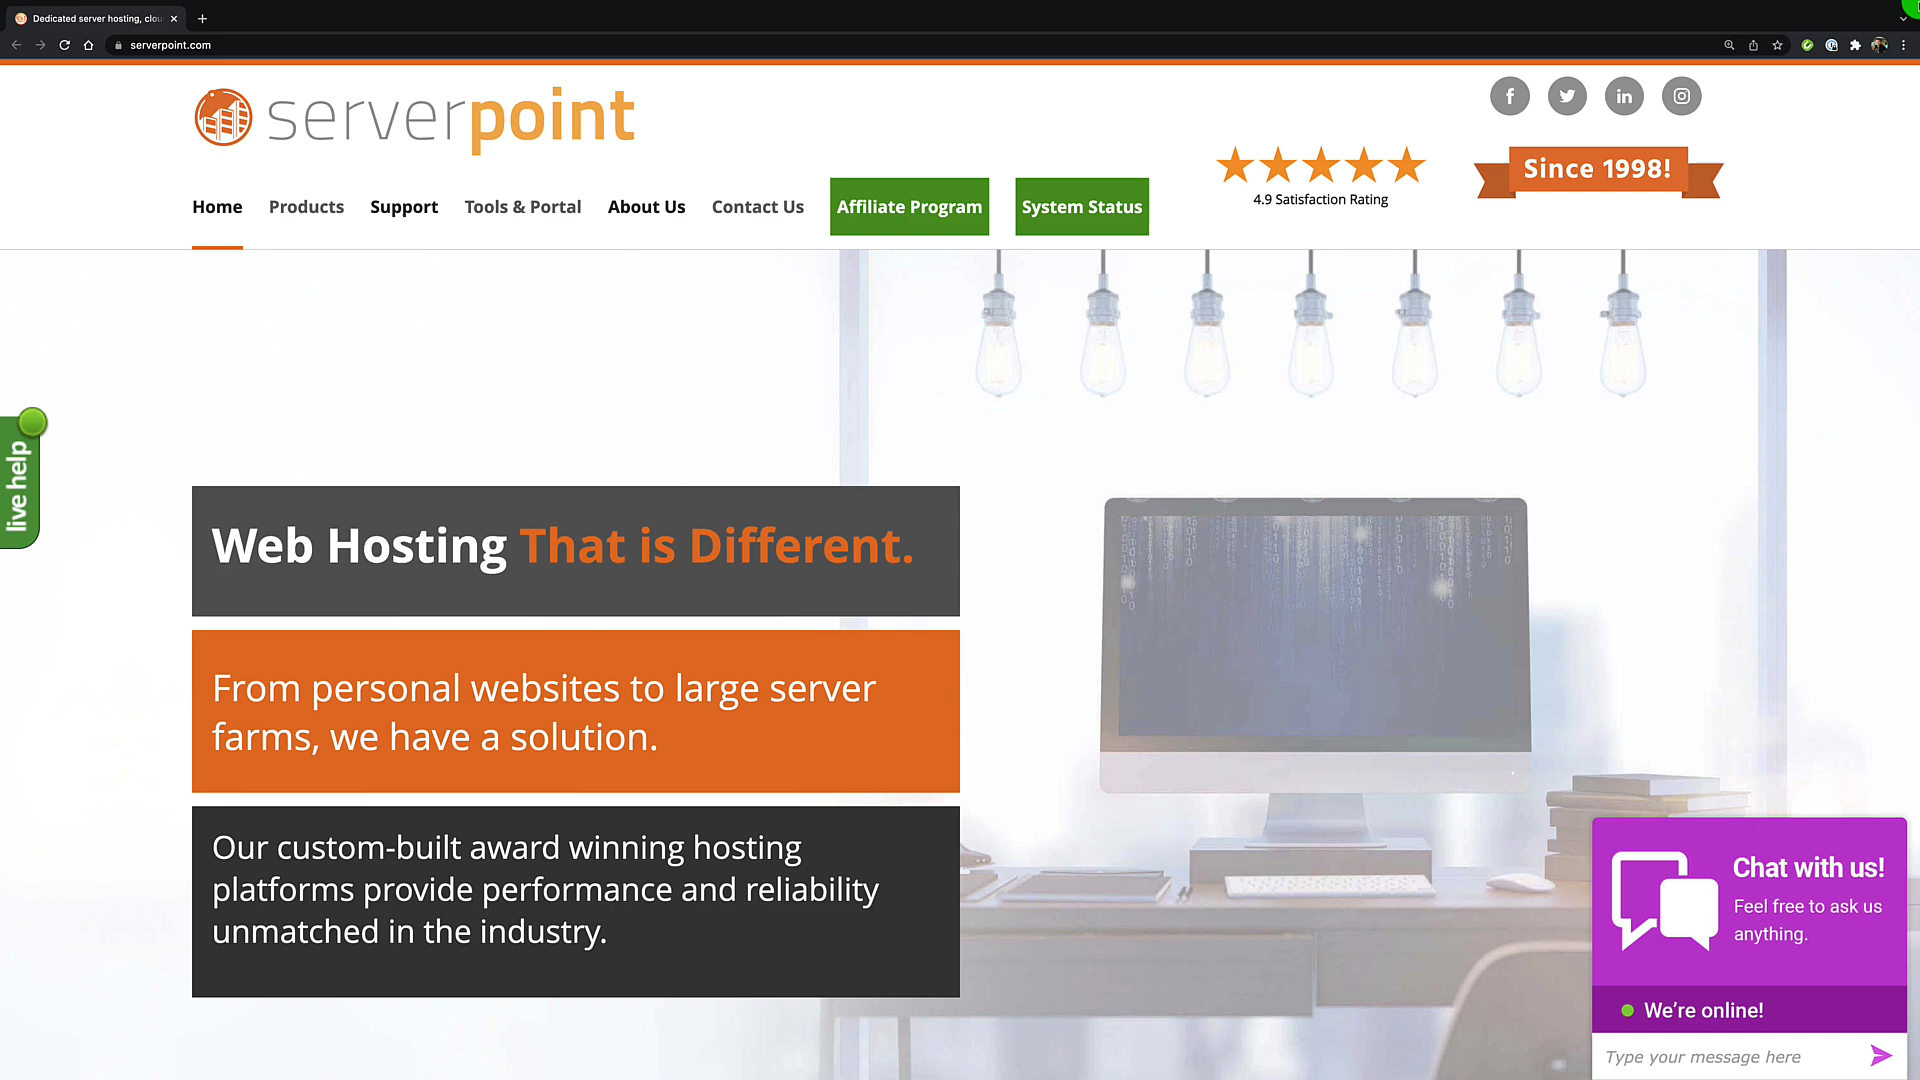 Dedicated server hosting, clou
serverpoint.com
serverpoint
Since 1998!
4.9 Satisfaction Rating
Home Products Support Tools & Portal About Us Contact Us Affiliate Program System Status
live help
Web Hosting That is Different.
From personal websites to large server
farms, we have a solution.
Our custom-built award winning hosting
platforms provide performance and reliability
unmatched in the industry.
Chat with us!
Feel free to ask us
anything.
We're online!
Type your message here